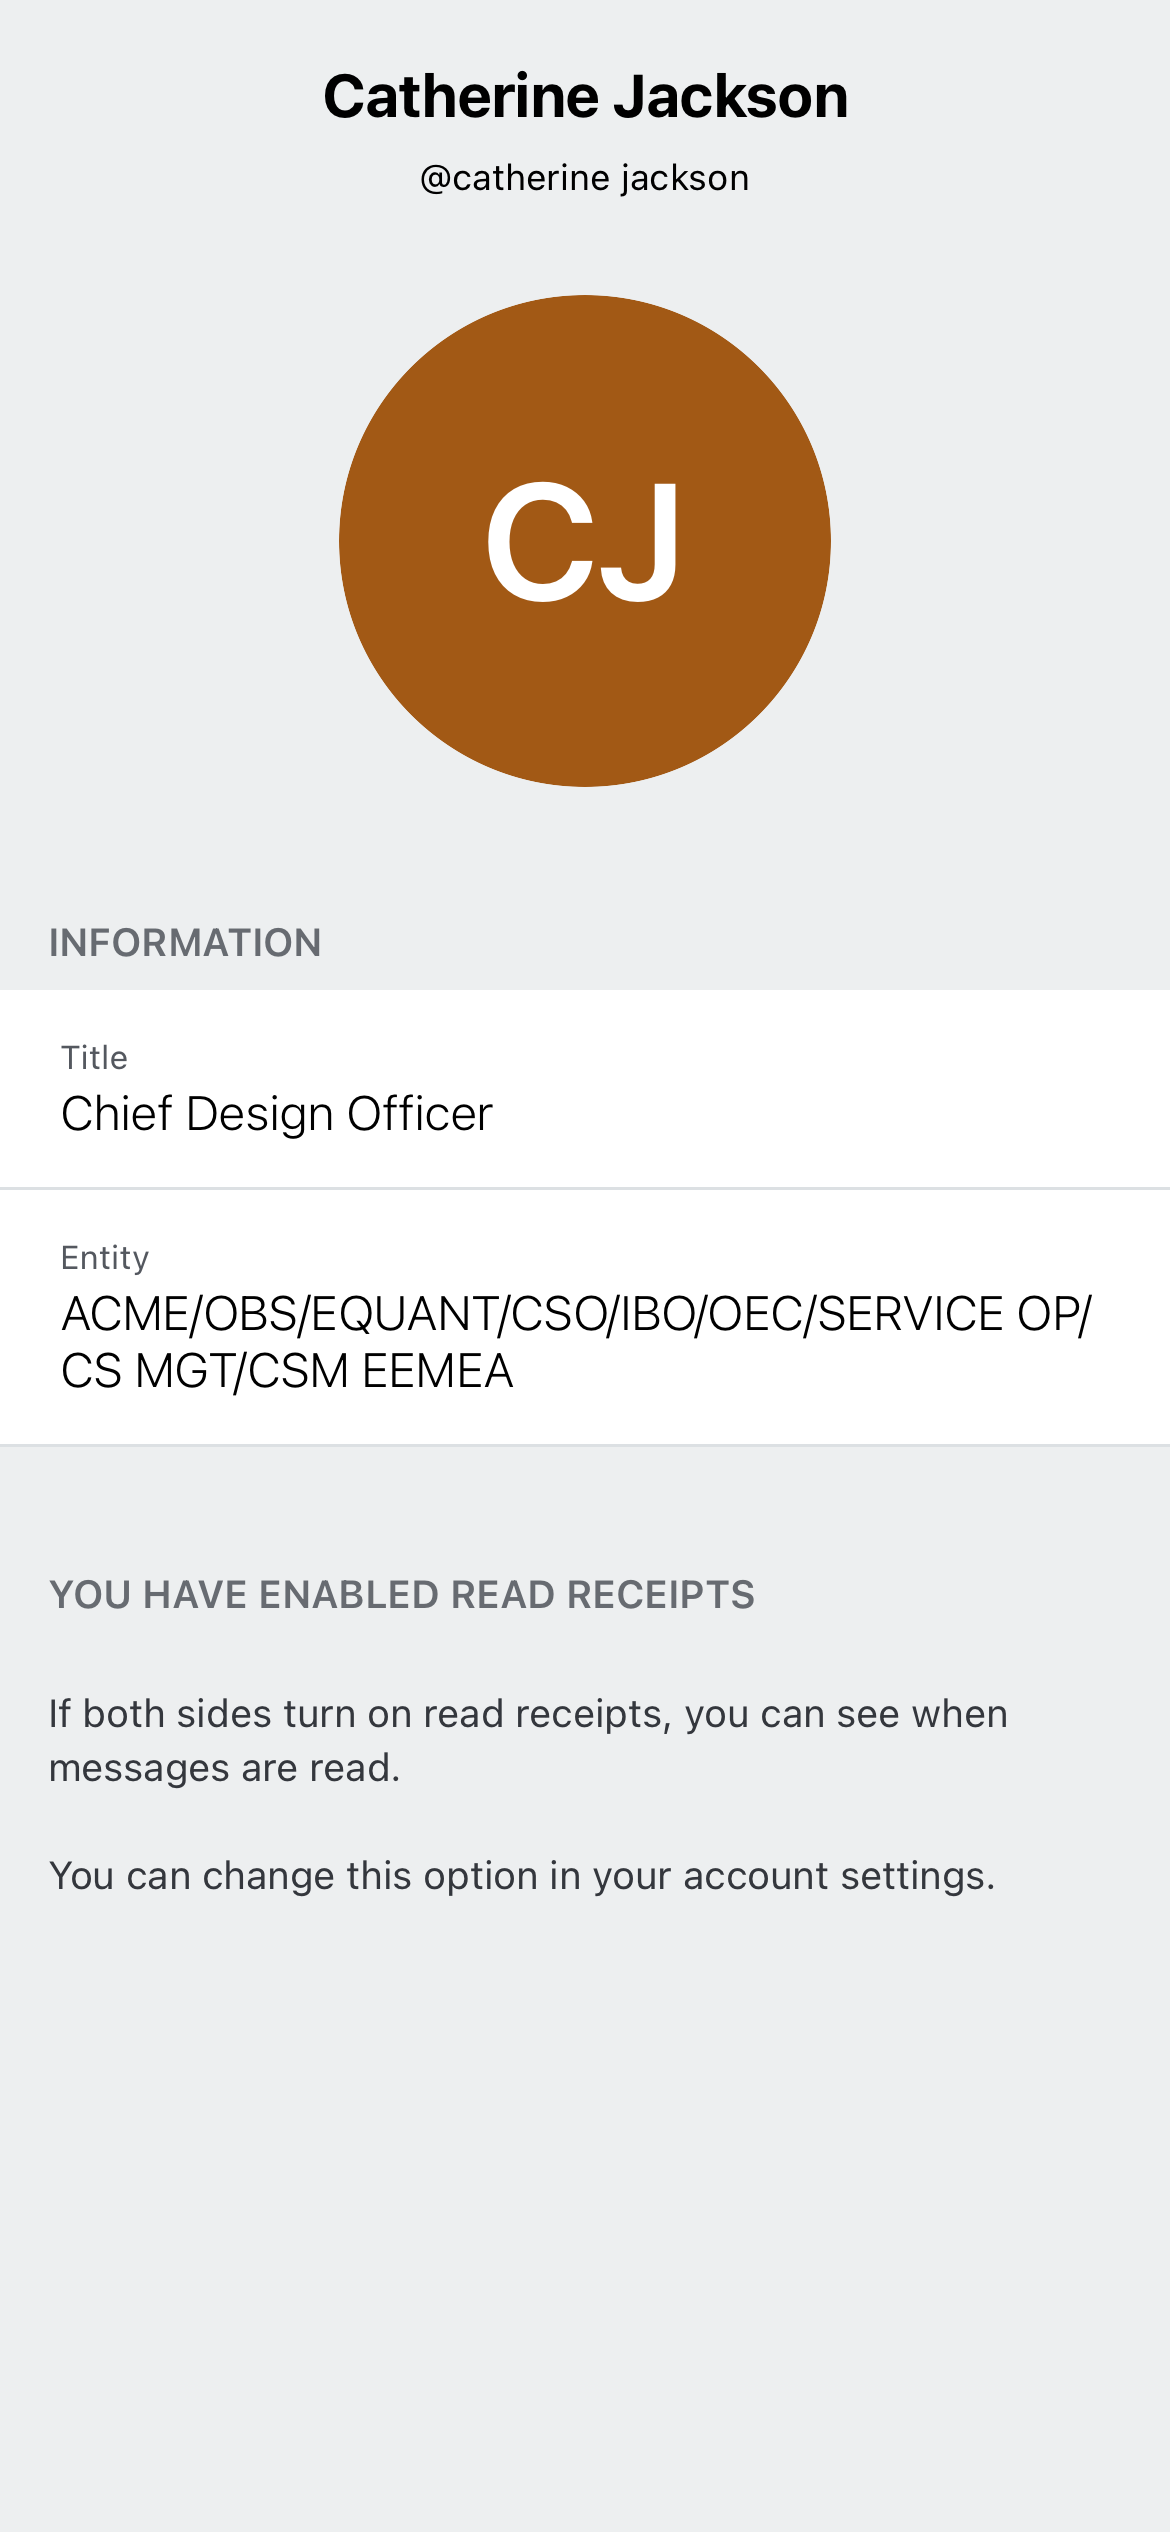 Catherine Jackson
@catherine jackson
CJ
INFORMATION
Title
Chief Design Officer
Entity
ACME/OBS/EQUANT/CSO/IBO/OEC/SERVICE OP/
CS MGT/CSM EEMEA
YOU HAVE ENABLED READ RECEIPTS
If both sides turn on read receipts, you can see when
messages are read.
You can change this option in your account settings.